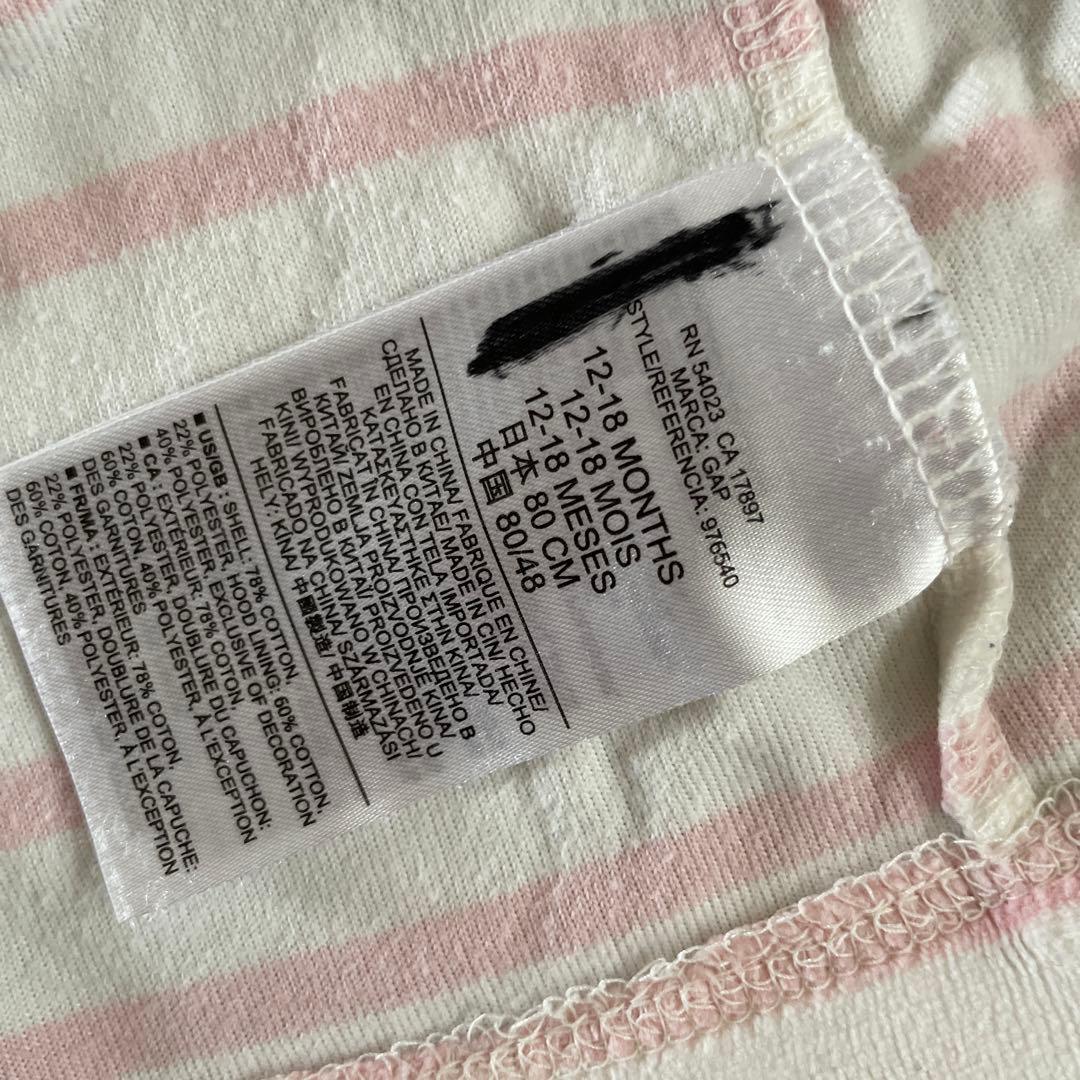 RN 54023 CA 17897
MARCA: GAP
STYLE/REFERENCIA: 976540
12-18 MONTHS
12-18 MOIS
12-18 MESES
日本 80 CM
中国 80/48
MADE IN CHINA/ FABRIQUE EN CHINE/
СДЕЛАНО В КИТАЕ/ MADE IN CIN/ HECHO
EN CHINA CON TELA IMPORTADA/
ΚΑΤΑΣΚΕΥΑΣΤΗΚΕ ΣΤΗΝ ΚΙΝΑ/
FABRICAT ÎN CHINA/ ПРОИЗВЕДЕНО В
КИТАЙ/ ZEMLJA PROIZVODNJE KINA/
ВИРОБЛЕНО В КИТАЇ/ PROIZVEDENO U
KINI/ WYPRODUKOWANO W CHINACH/
FABRICADO NA CHINA/ SZÁRMAZÁSI
HELY: KÍNA/ 中國製造/ 中国制造
■ US/GB : SHELL: 78% COTTON,
22% POLYESTER. HOOD LINING: 60% COTTON,
40% POLYESTER, EXCLUSIVE OF DECORATION
■ CA : EXTÉRIEUR: 78% COTON,
22% POLYESTER. DOUBLURE DU CAPUCHON:
60% COTON, 40% POLYESTER, À L'EXCEPTION
DES GARNITURES
■ FR/MA : EXTÉRIEUR: 78% COTON,
22% POLYESTER. DOUBLURE DE LA CAPUCHE:
60% COTON, 40% POLYESTER, À L'EXCEPTION
DES GARNITURES